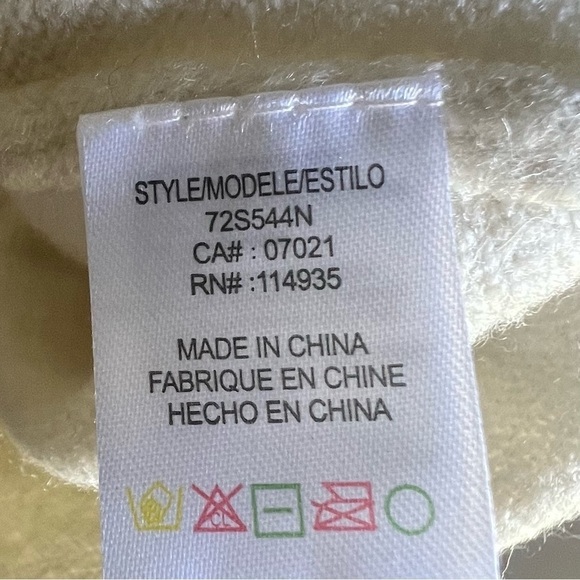 STYLE/MODELE/ESTILO
72S544N
CA# : 07021
RN# :114935
MADE IN CHINA
FABRIQUE EN CHINE
HECHO EN CHINA
CL